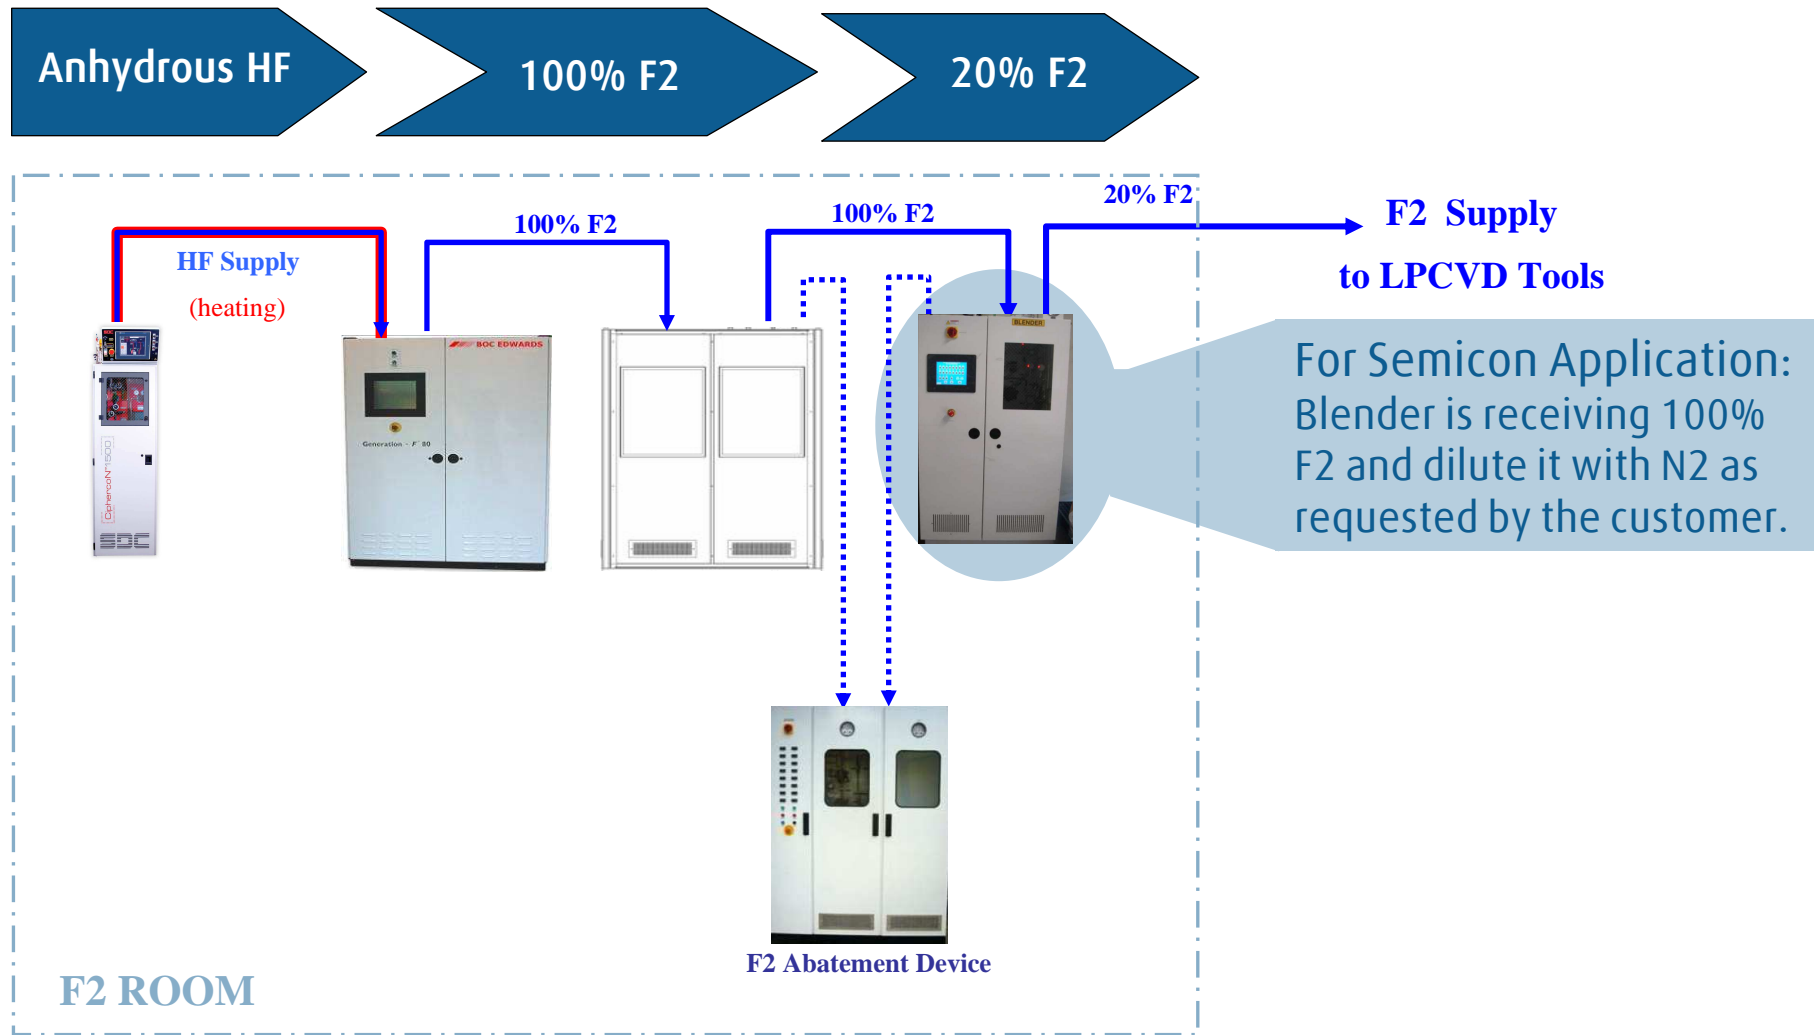 Anhydrous HF
100% F2
20% F2
20% F2
100% F2
100% F2
F2 Supply
to LPCVD Tools
HF Supply
(heating)
BOC EDWARDS
Generation - F 80
BLENDER
CipherCoN 1500
SDC
For Semicon Application:
Blender is receiving 100%
F2 and dilute it with N2 as
requested by the customer.
F2 Abatement Device
F2 ROOM